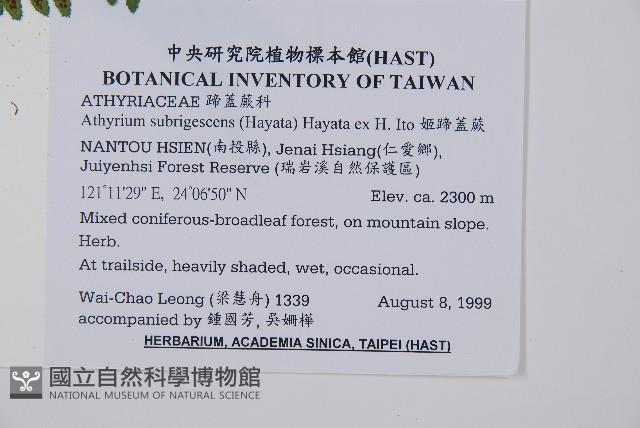 中央研究院植物標本館(HAST)
BOTANICAL INVENTORY OF TAIWAN
ATHYRIACEAE 蹄蓋蕨科
Athyrium subrigescens (Hayata) Hayata ex H. Ito 姬蹄蓋蕨
NANTOU HSIEN(南投縣), Jenai Hsiang(仁愛鄉),
Juiyenhsi Forest Reserve (瑞岩溪自然保護區)
121°11'29" E, 24°06'50" N Elev. ca. 2300 m
Mixed coniferous-broadleaf forest, on mountain slope.
Herb.
At trailside, heavily shaded, wet, occasional.
Wai-Chao Leong (梁慧舟) 1339 August 8, 1999
accompanied by 鍾國芳, 吳姍樺
HERBARIUM, ACADEMIA SINICA, TAIPEI (HAST)
國立自然科學博物館
NATIONAL MUSEUM OF NATURAL SCIENCE